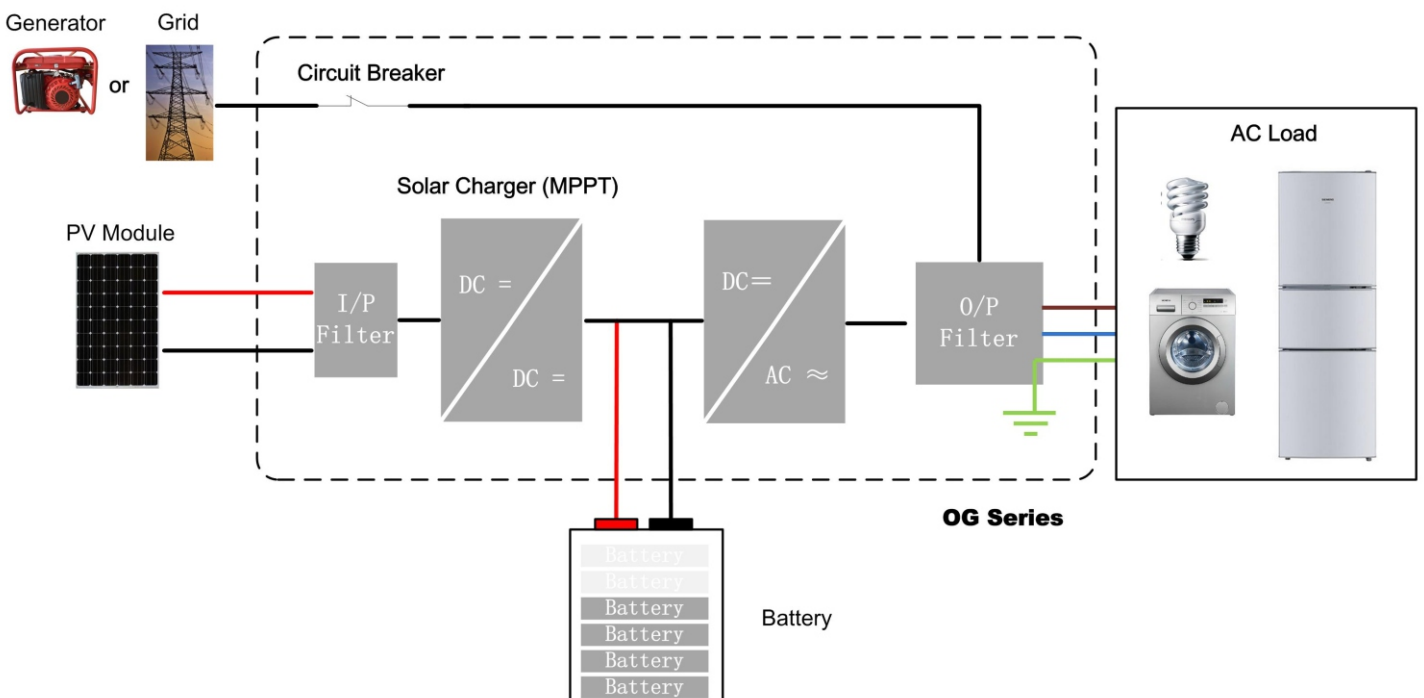 Generator
Grid
or
Circuit Breaker
AC Load
Solar Charger (MPPT)
PV Module
I/P
Filter
DC =
DC =
DC=
AC ≈
O/P
Filter
OG Series
Battery
Battery
Battery
Battery
Battery
Battery
Battery